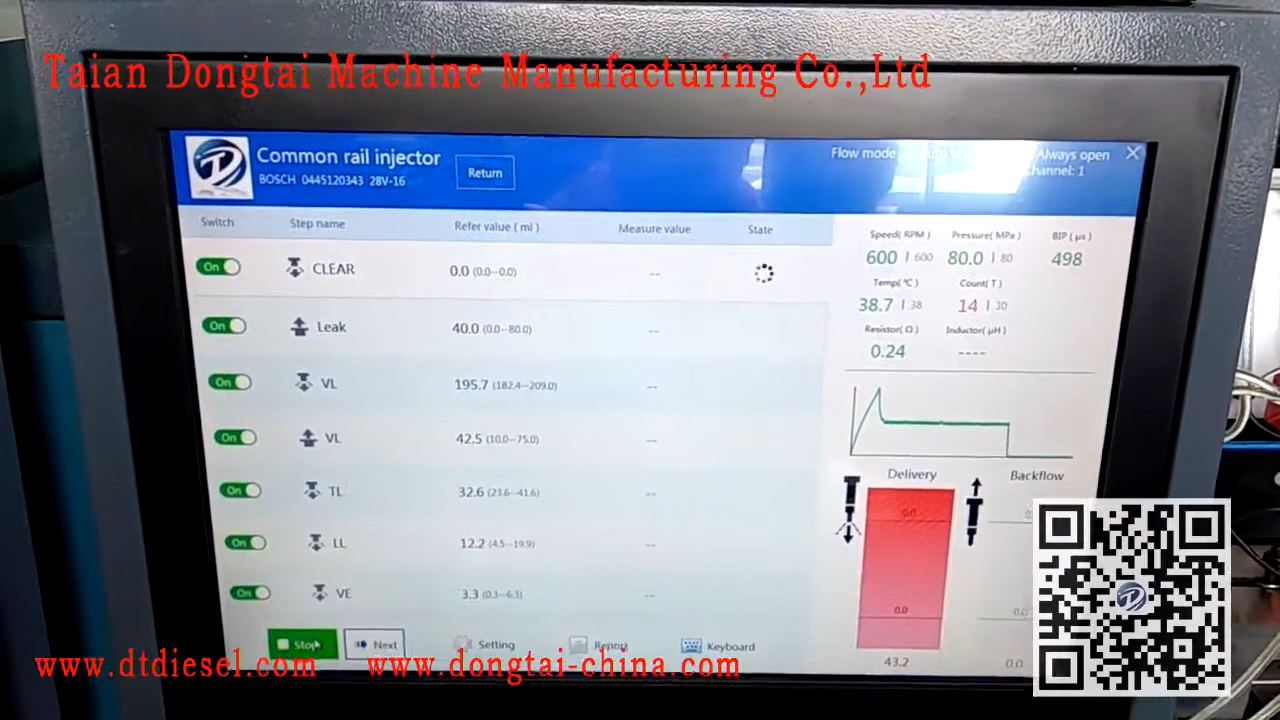 Taian Dongtai Machine Manufacturing Co.,Ltd
Common rail injector
BOSCH 0445120343 28V-16
Return
Flow mode
Always open
Channel: 1
Switch Step name Refer value ( ml ) Measure value State
On CLEAR 0.0 (0.0--0.0) --
On Leak 40.0 (0.0--80.0) --
On VL 195.7 (182.4--209.0) --
On VL 42.5 (10.0--75.0) --
On TL 32.6 (23.6--41.6) --
On LL 12.2 (4.5--19.9) --
On VE 3.3 (0.3--6.3) --
Speed( RPM ) Pressure( MPa ) BIP ( μs )
600 | 600 80.0 | 80 498
Temp( ℃ ) Count( T )
38.7 | 38 14 | 30
Resistor( Ω ) Inductor( μH )
0.24 ----
Delivery Backflow
0.0
0.0
43.2 0.0
Stop Next Setting Report Keyboard
www.dtdiesel.com www.dongtai-china.com